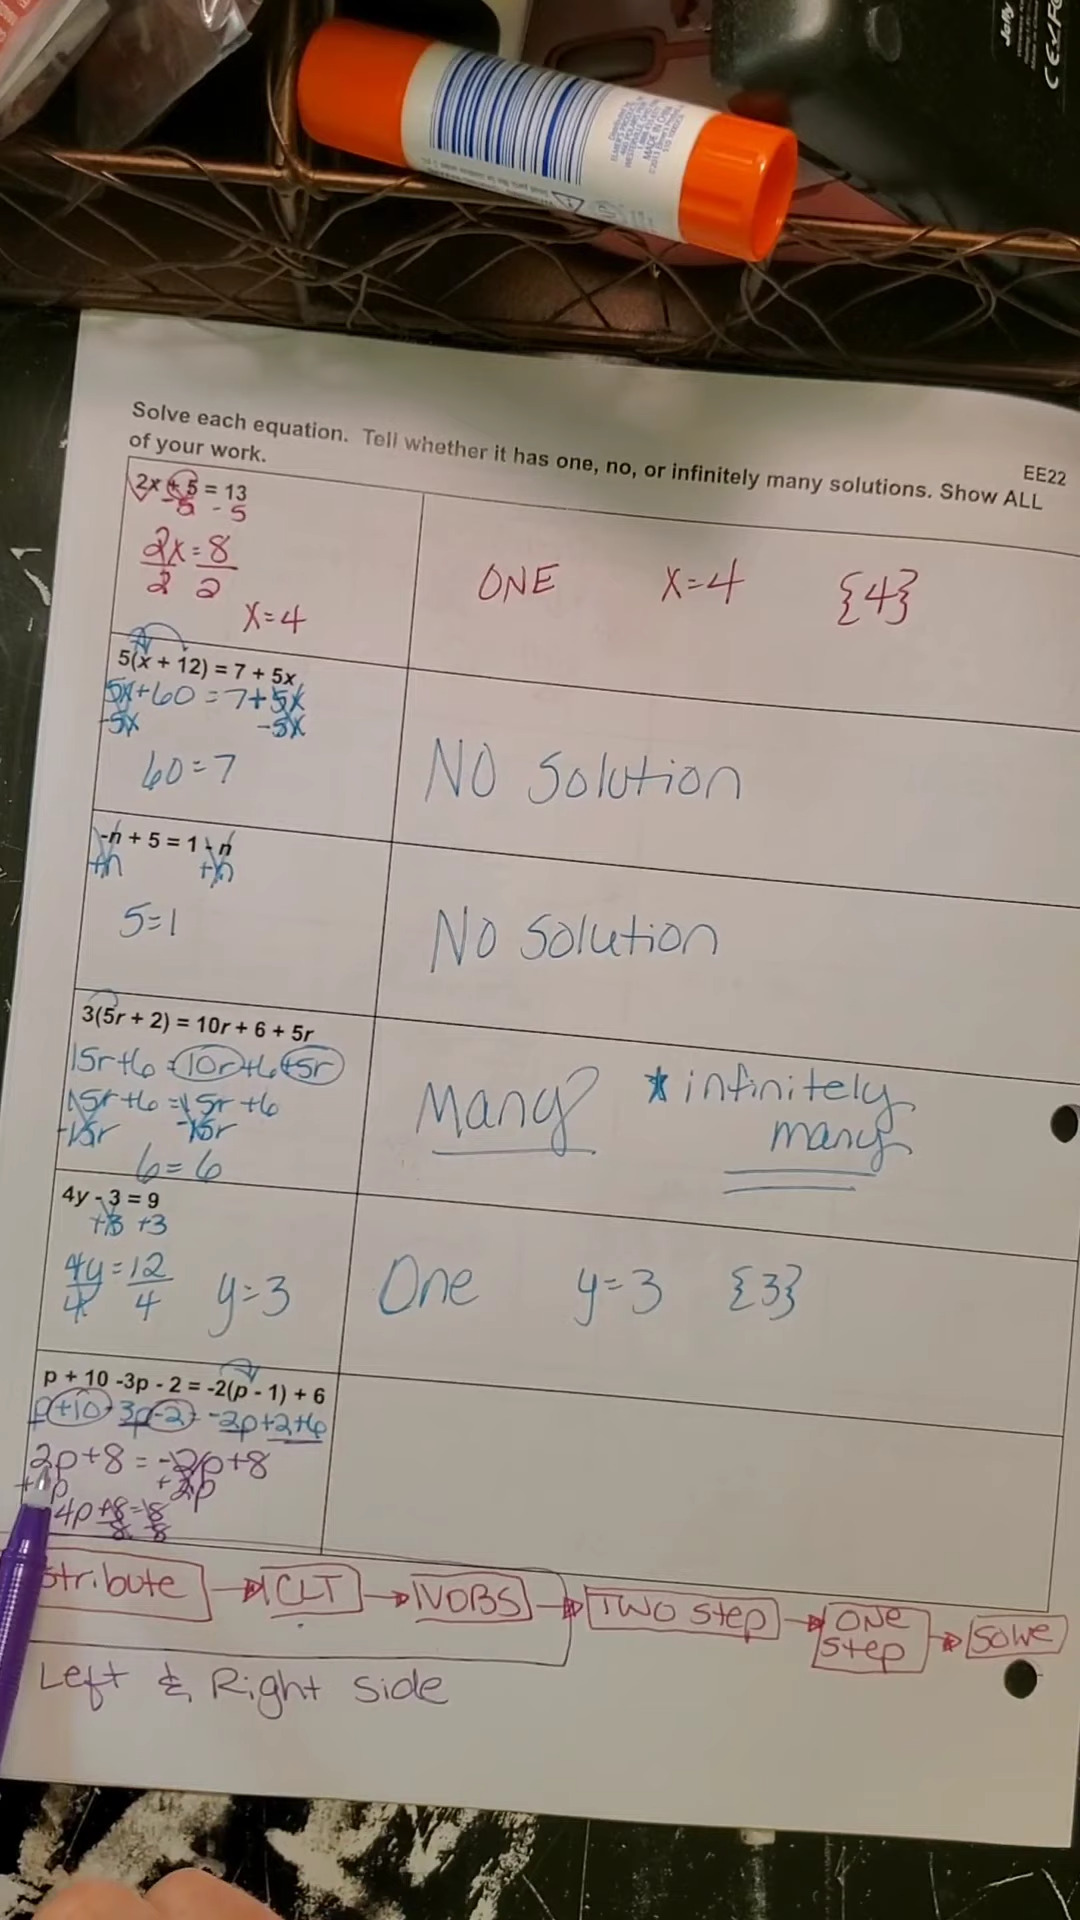 Jolly
CE
MADE IN CHINA
Solve each equation. Tell whether it has one, no, or infinitely many solutions. Show ALL
of your work.
EE22
2x + 5 = 13
- 5 - 5
2x = 8
2 2
x = 4
ONE x=4 {4}
5(x + 12) = 7 + 5x
5x+60 = 7+5x
-5x -5x
60=7
NO Solution
-n + 5 = 1 - n
+n +n
5=1
No Solution
3(5r + 2) = 10r + 6 + 5r
15r+6 = 10r+6+5r
15r+6 = 15r+6
-15r -15r
6=6
Many? * infinitely
many
4y - 3 = 9
+3 +3
4y = 12
4 4
y=3
One y=3 {3}
p + 10 -3p - 2 = -2(p - 1) + 6
p+10-3p-2 = -2p+2+6
2p+8 = -2p+8
+2p
4p+8=8
8 8
stribute CLT VOBS TWO Step ONE
Step Solve
Left & Right side